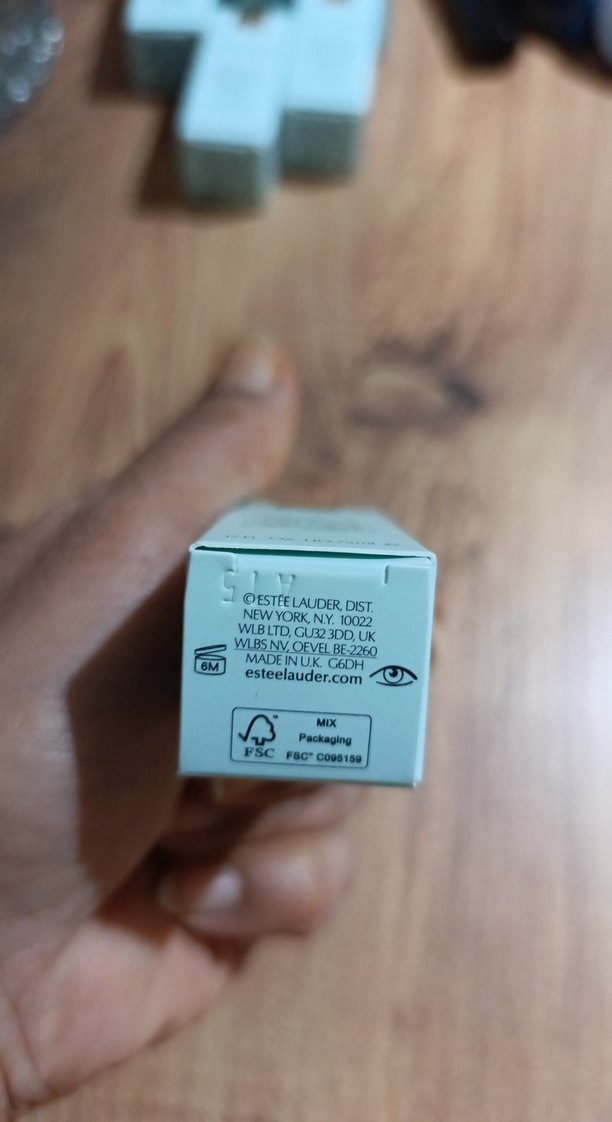 © ESTĒE LAUDER, DIST.
NEW YORK, N.Y. 10022
WLB LTD, GU32 3DD, UK
WLBS NV, OEVEL BE-2260
MADE IN U.K. G6DH
esteelauder.com
6M
FSC
MIX
Packaging
FSC™ C095159